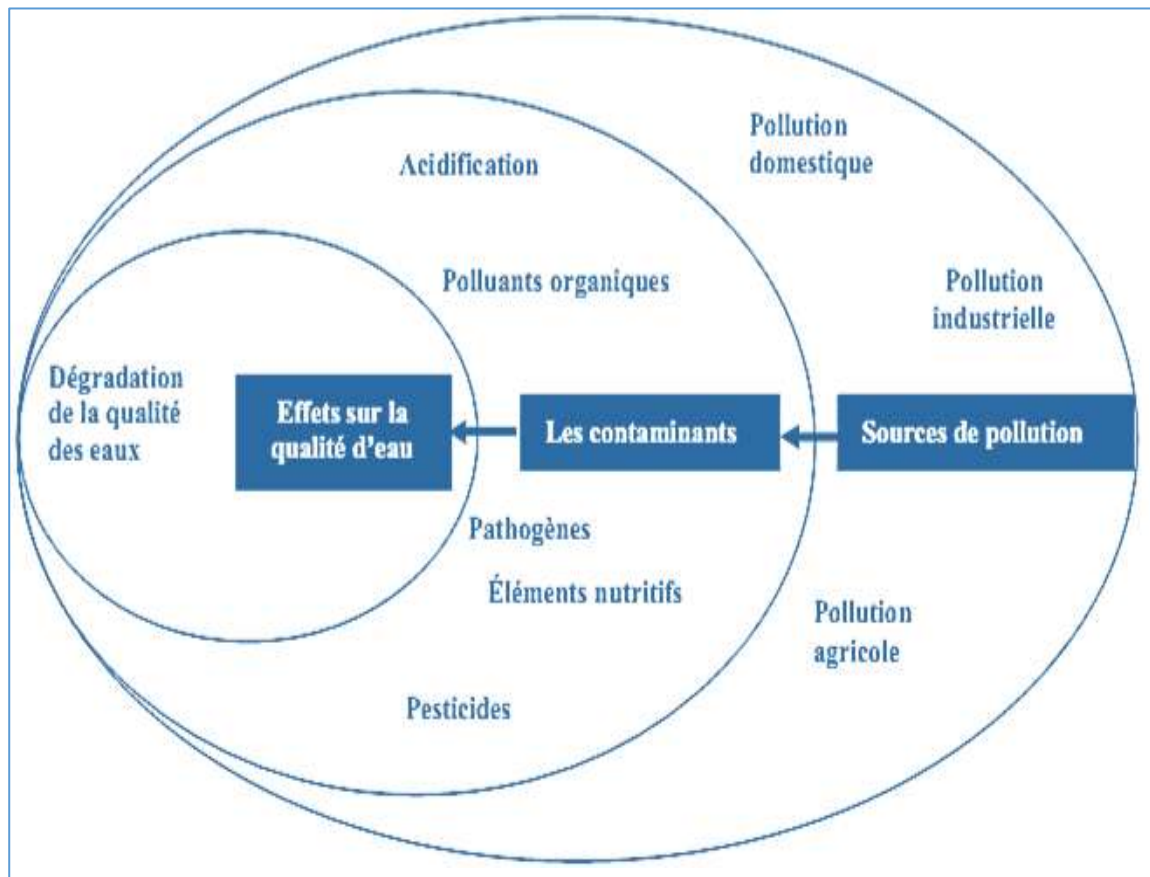 Pollution
domestique
Acidification
Polluants organiques
Pollution
industrielle
Dégradation
de la qualité
des eaux
Effets sur la
qualité d’eau
Les contaminants
Sources de pollution
Pathogènes
Éléments nutritifs
Pollution
agricole
Pesticides